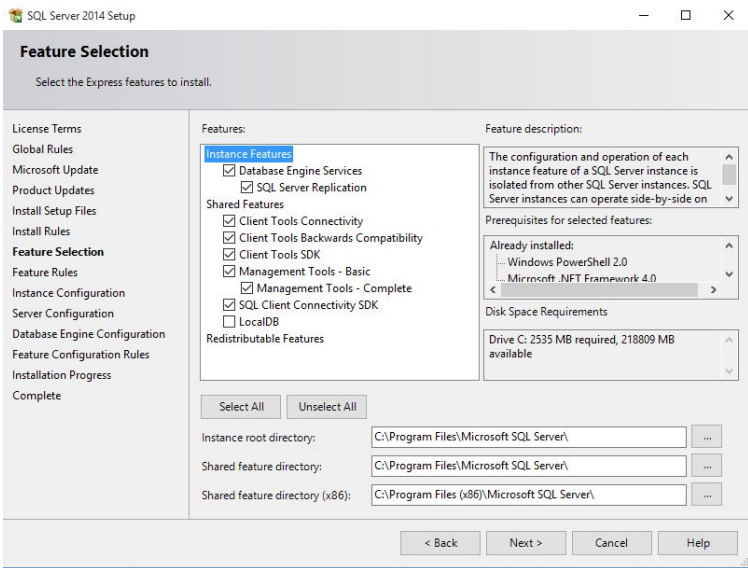 SQL Server 2014 Setup
Feature Selection
Select the Express features to install.
License Terms
Global Rules
Microsoft Update
Product Updates
Install Setup Files
Install Rules
Feature Selection
Feature Rules
Instance Configuration
Server Configuration
Database Engine Configuration
Feature Configuration Rules
Installation Progress
Complete
Features:
Instance Features
Database Engine Services
SQL Server Replication
Shared Features
Client Tools Connectivity
Client Tools Backwards Compatibility
Client Tools SDK
Management Tools - Basic
Management Tools - Complete
SQL Client Connectivity SDK
LocalDB
Redistributable Features
Feature description:
The configuration and operation of each
instance feature of a SQL Server instance is
isolated from other SQL Server instances. SQL
Server instances can operate side-by-side on
Prerequisites for selected features:
Already installed:
Windows PowerShell 2.0
Microsoft .NET Framework 4.0
Disk Space Requirements
Drive C: 2535 MB required, 218809 MB
available
Select All
Unselect All
Instance root directory:
C:\Program Files\Microsoft SQL Server\
...
Shared feature directory:
C:\Program Files\Microsoft SQL Server\
...
Shared feature directory (x86):
C:\Program Files (x86)\Microsoft SQL Server\
...
< Back
Next >
Cancel
Help